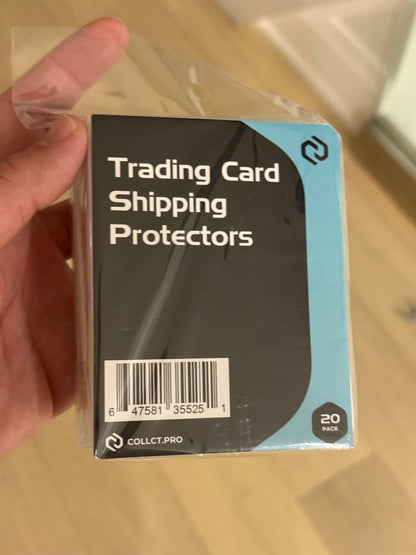 Trading Card
Shipping
Protectors
6 47581 35525 1
20
PACK
COLLCT.PRO